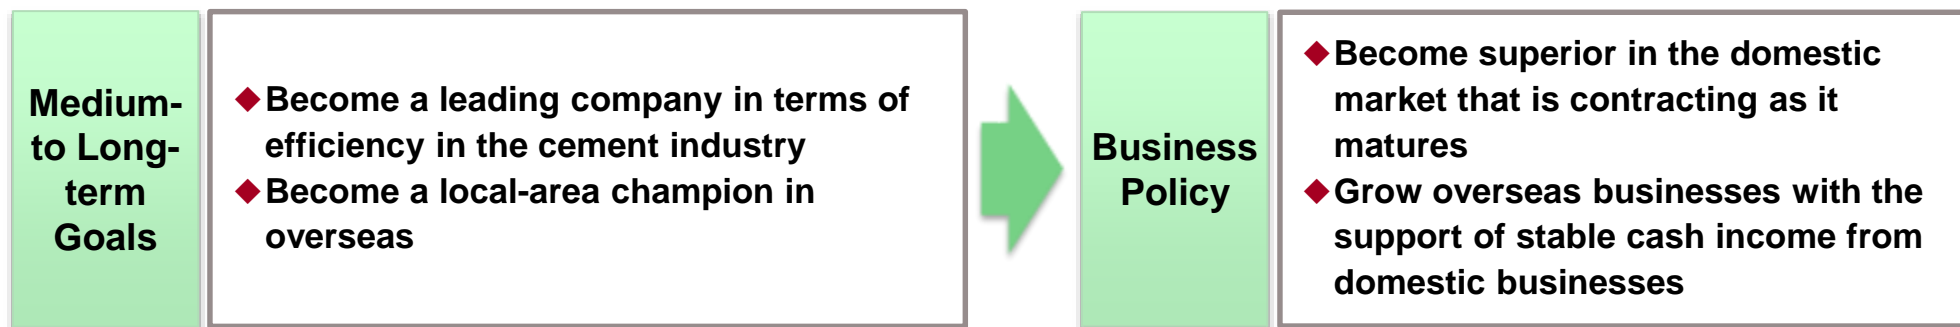 Medium-
to Long-
term
Goals
◆Become a leading company in terms of
efficiency in the cement industry
◆Become a local-area champion in
overseas
Business
Policy
◆Become superior in the domestic
market that is contracting as it
matures
◆Grow overseas businesses with the
support of stable cash income from
domestic businesses